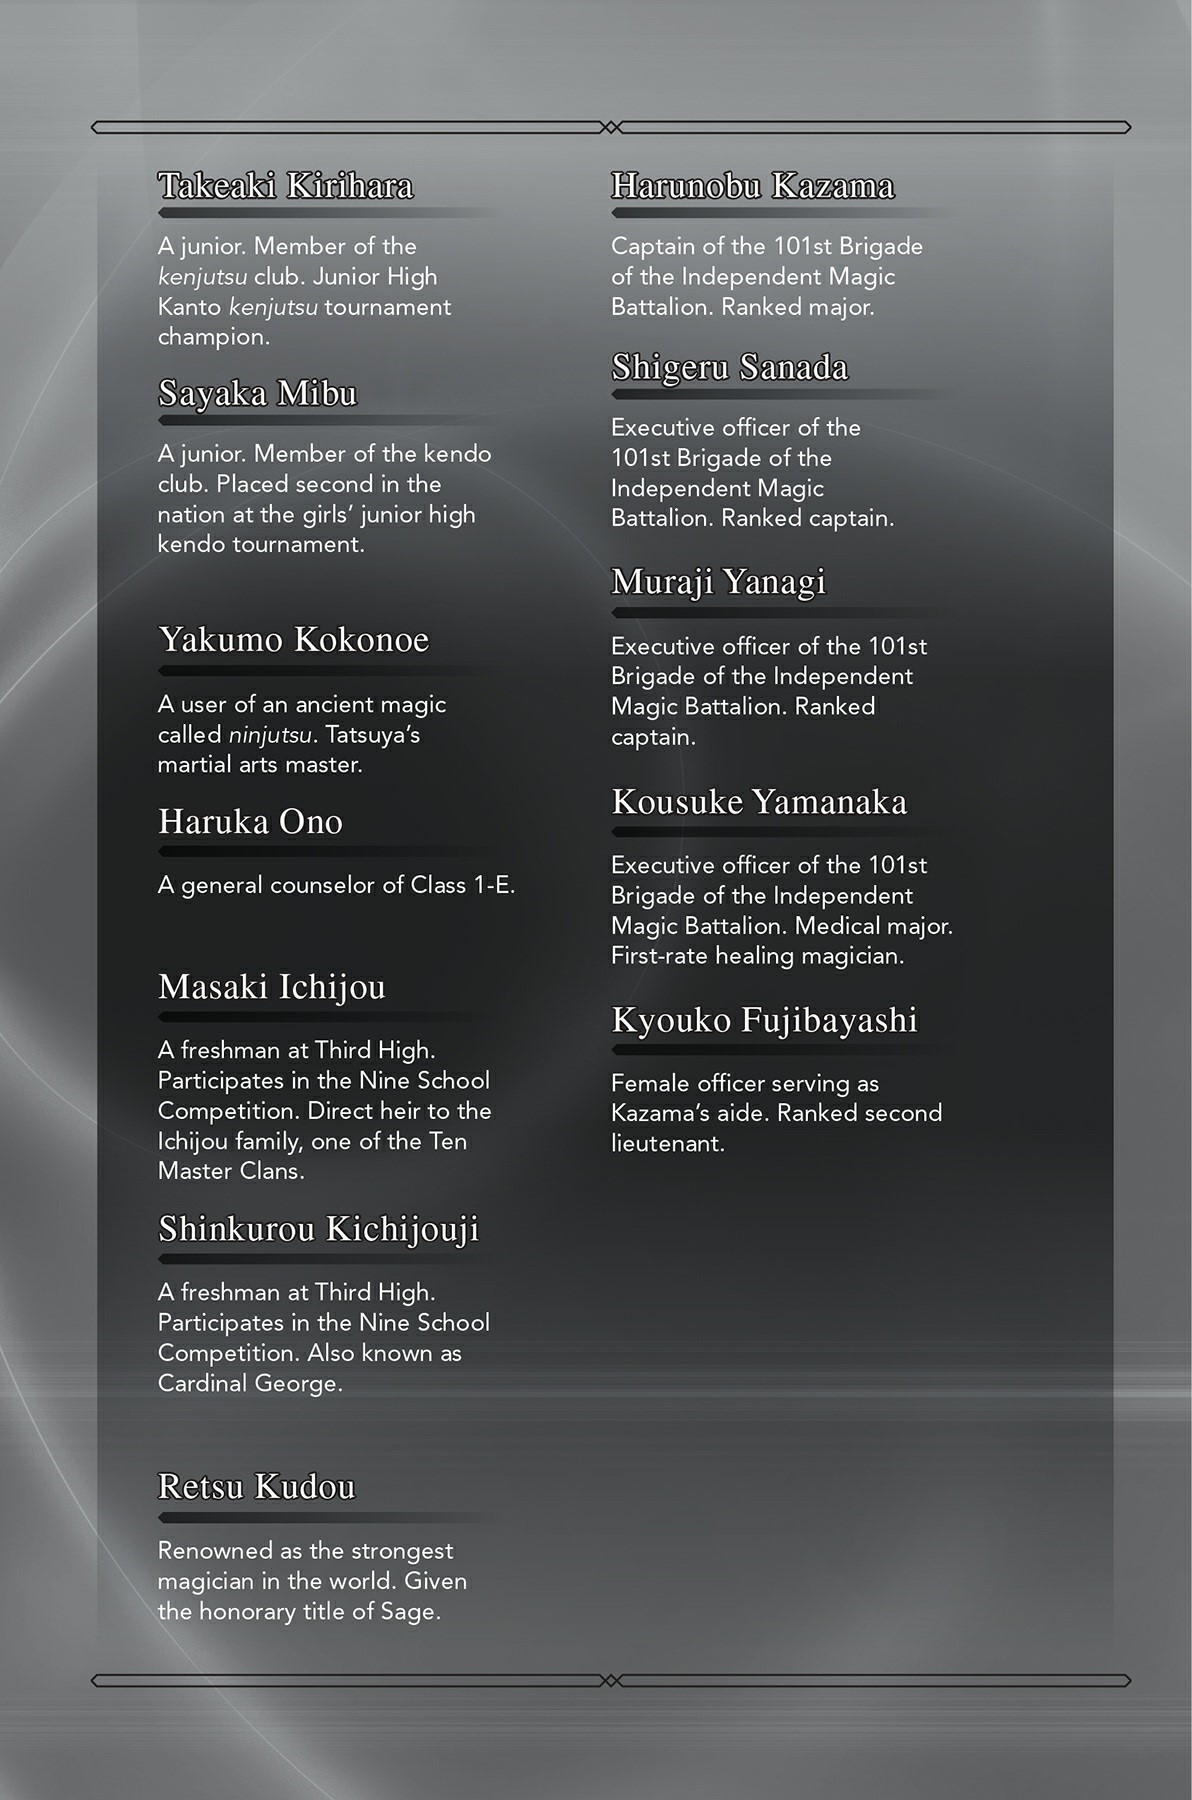 Takeaki Kirihara
A junior. Member of the
kenjutsu club. Junior High
Kanto kenjutsu tournament
champion.
Sayaka Mibu
A junior. Member of the kendo
club. Placed second in the
nation at the girls’ junior high
kendo tournament.
Yakumo Kokonoe
A user of an ancient magic
called ninjutsu. Tatsuya’s
martial arts master.
Haruka Ono
A general counselor of Class 1-E.
Masaki Ichijou
A freshman at Third High.
Participates in the Nine School
Competition. Direct heir to the
Ichijou family, one of the Ten
Master Clans.
Shinkurou Kichijouji
A freshman at Third High.
Participates in the Nine School
Competition. Also known as
Cardinal George.
Retsu Kudou
Renowned as the strongest
magician in the world. Given
the honorary title of Sage.
Harunobu Kazama
Captain of the 101st Brigade
of the Independent Magic
Battalion. Ranked major.
Shigeru Sanada
Executive officer of the
101st Brigade of the
Independent Magic
Battalion. Ranked captain.
Muraji Yanagi
Executive officer of the 101st
Brigade of the Independent
Magic Battalion. Ranked
captain.
Kousuke Yamanaka
Executive officer of the 101st
Brigade of the Independent
Magic Battalion. Medical major.
First-rate healing magician.
Kyouko Fujibayashi
Female officer serving as
Kazama’s aide. Ranked second
lieutenant.